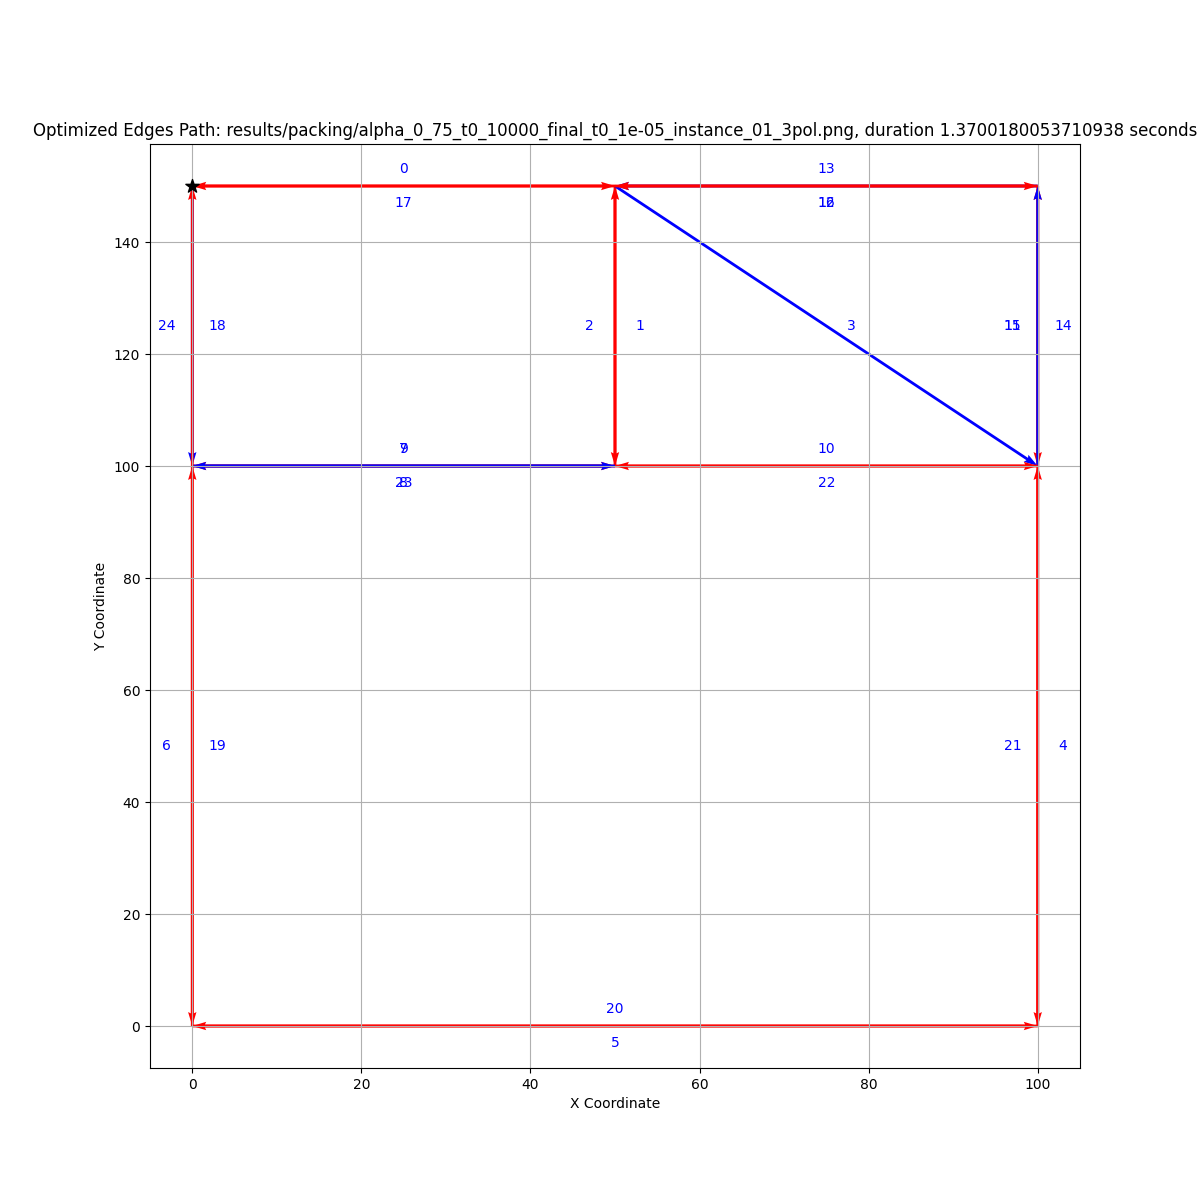 Optimized Edges Path: results/packing/alpha_0_75_t0_10000_final_t0_1e-05_instance_01_3pol.png, duration 1.3700180053710938 seconds
0 13
17
140
24 18 2 1 3 14
120
9 10
100
22
80
Y Coordinate
6 19 21 4
60
40
20
20
0
5
0 20 40 60 80 100
X Coordinate